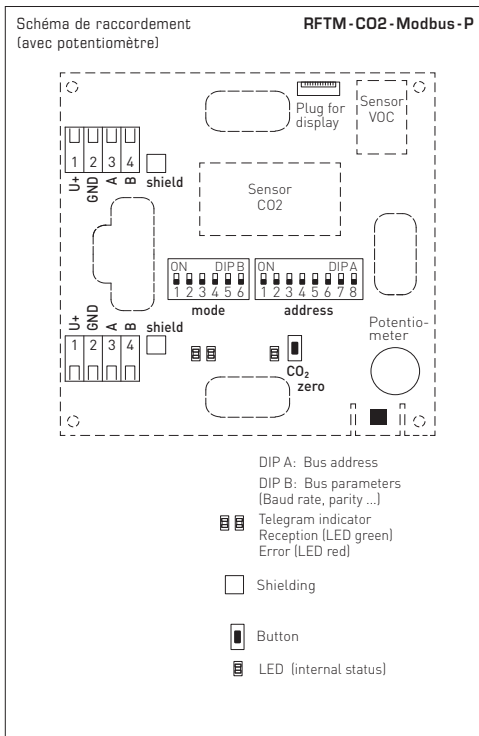 Schéma de raccordement
(avec potentiomètre)
RFTM-CO2-Modbus-P
Plug for
display
Sensor
VOC
1 2 3 4
U+ GND A B shield
Sensor
CO2
ON DIP B
1 2 3 4 5 6
mode
ON DIP A
1 2 3 4 5 6 7 8
address
U+ GND A B shield
1 2 3 4
Potentio-
meter
CO₂
zero
DIP A: Bus address
DIP B: Bus parameters
(Baud rate, parity ...)
Telegram indicator
Reception (LED green)
Error (LED red)
Shielding
Button
LED (internal status)